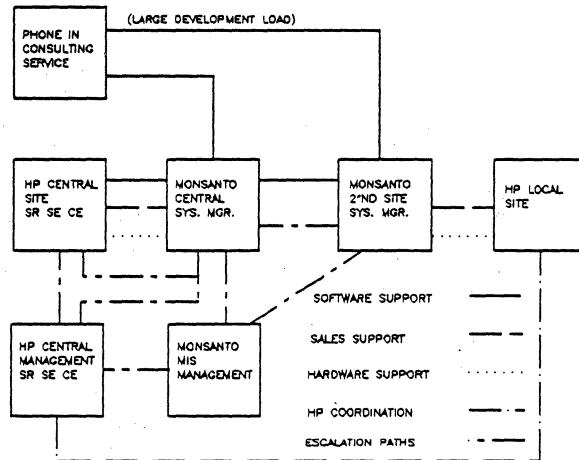 (LARGE DEVELOPMENT LOAD)
PHONE IN
CONSULTING
SERVICE
HP CENTRAL
SITE
SR SE CE
MONSANTO
CENTRAL
SYS. MGR.
MONSANTO
2^ND SITE
SYS. MGR.
HP LOCAL
SITE
HP CENTRAL
MANAGEMENT
SR SE CE
MONSANTO
MIS
MANAGEMENT
SOFTWARE SUPPORT
SALES SUPPORT
HARDWARE SUPPORT
HP COORDINATION
ESCALATION PATHS